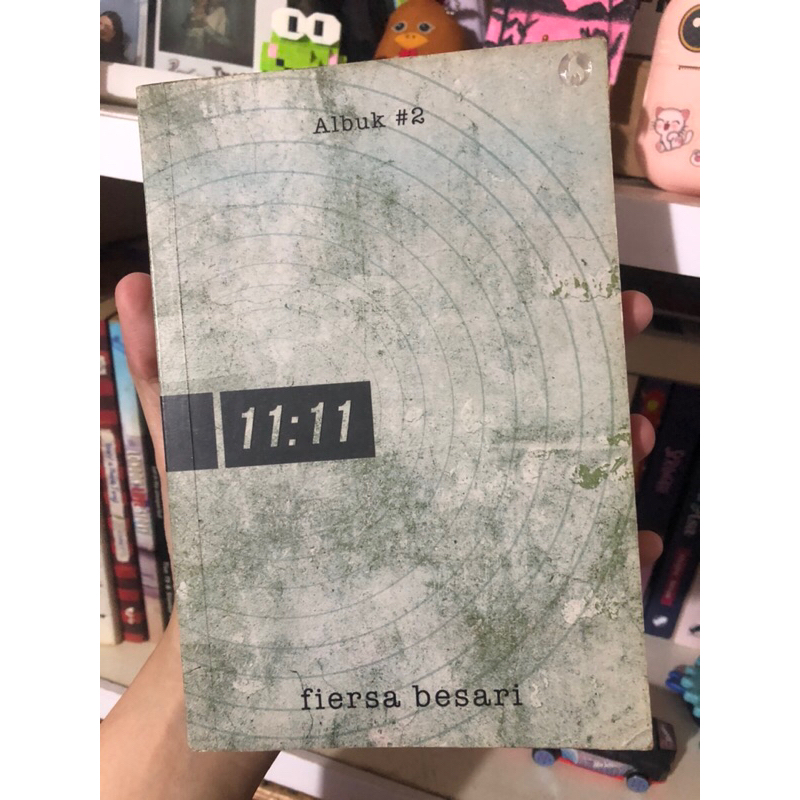 Albuk #2
11:11
fiersa besari